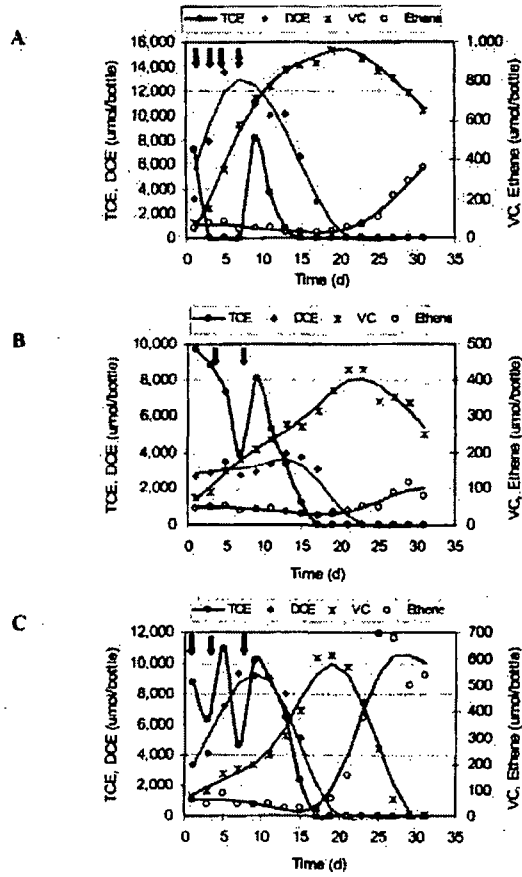 A
TCE DCE VC Ethene
16,000
14,000
12,000
10,000
8,000
6,000
4,000
2,000
0
TCE, DCE (umol/bottle)
1,000
800
600
400
200
0
VC, Ethene (umol/bottle)
0 5 10 15 20 25 30 35
Time (d)
B
TCE DCE VC Ethene
10,000
8,000
6,000
4,000
2,000
0
TCE, DCE (umol/bottle)
500
400
300
200
100
0
VC, Ethene (umol/bottle)
0 5 10 15 20 25 30 35
Time (d)
C
TCE DCE VC Ethene
12,000
10,000
8,000
6,000
4,000
2,000
0
TCE, DCE (umol/bottle)
700
600
500
400
300
200
100
0
VC, Ethene (umol/bottle)
0 5 10 15 20 25 30 35
Time (d)